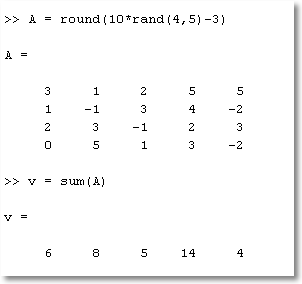 >> A = round(10*rand(4,5)-3)
A =
3 1 2 5 5
1 -1 3 4 -2
2 3 -1 2 3
0 5 1 3 -2
>> v = sum(A)
v =
6 8 5 14 4